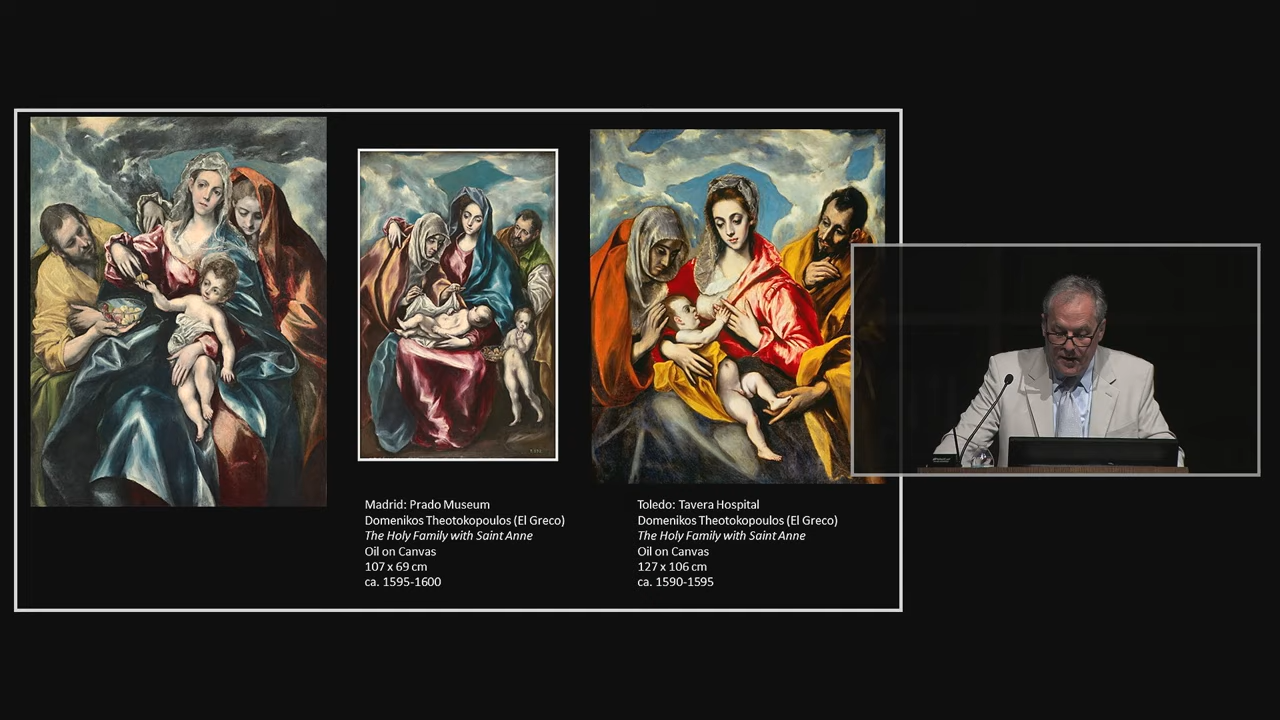 Madrid: Prado Museum
Domenikos Theotokopoulos (El Greco)
The Holy Family with Saint Anne
Oil on Canvas
107 x 69 cm
ca. 1595-1600
Toledo: Tavera Hospital
Domenikos Theotokopoulos (El Greco)
The Holy Family with Saint Anne
Oil on Canvas
127 x 106 cm
ca. 1590-1595